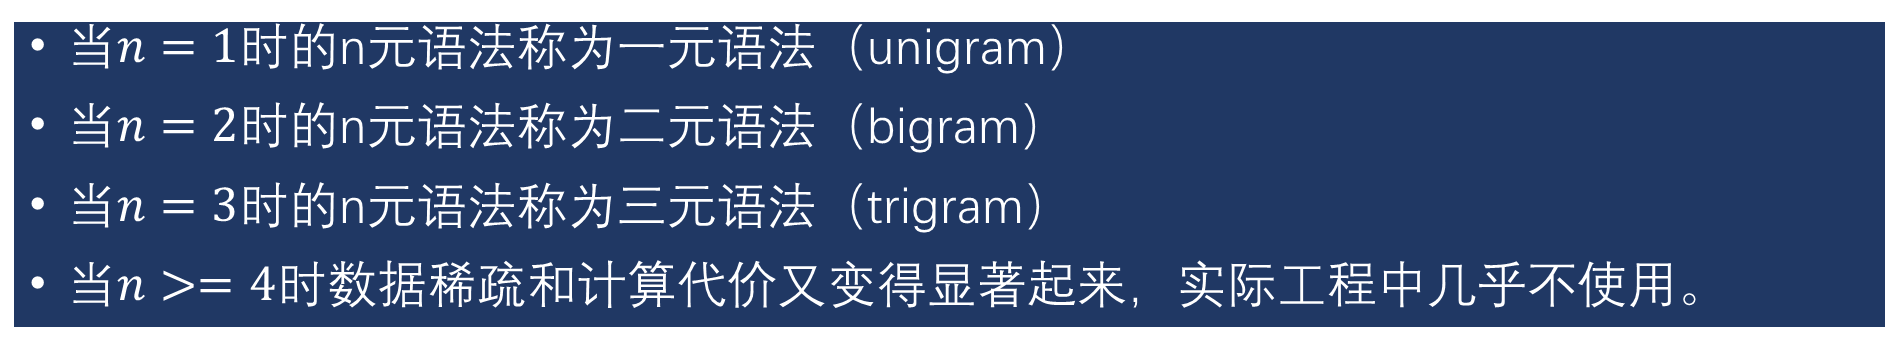 • 当n = 1时的n元语法称为一元语法（unigram）
• 当n = 2时的n元语法称为二元语法（bigram）
• 当n = 3时的n元语法称为三元语法（trigram）
• 当n >= 4时数据稀疏和计算代价又变得显著起来，实际工程中几乎不使用。